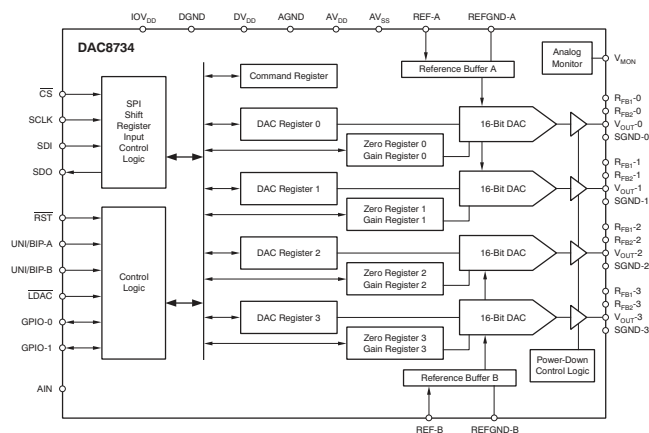 IOVDD DGND DVDD AGND AVDD AVSS REF-A REFGND-A
DAC8734
Analog
Monitor
VMON
Reference Buffer A
Command Register
CS
SCLK
SDI
SDO
SPI
Shift
Register
Input
Control
Logic
DAC Register 0
Zero Register 0
Gain Register 0
16-Bit DAC
RFB1-0
RFB2-0
VOUT-0
SGND-0
DAC Register 1
Zero Register 1
Gain Register 1
16-Bit DAC
RFB1-1
RFB2-1
VOUT-1
SGND-1
RST
UNI/BIP-A
UNI/BIP-B
LDAC
GPIO-0
GPIO-1
Control
Logic
DAC Register 2
Zero Register 2
Gain Register 2
16-Bit DAC
RFB1-2
RFB2-2
VOUT-2
SGND-2
DAC Register 3
Zero Register 3
Gain Register 3
16-Bit DAC
RFB1-3
RFB2-3
VOUT-3
SGND-3
Power-Down
Control Logic
Reference Buffer B
AIN
REF-B REFGND-B